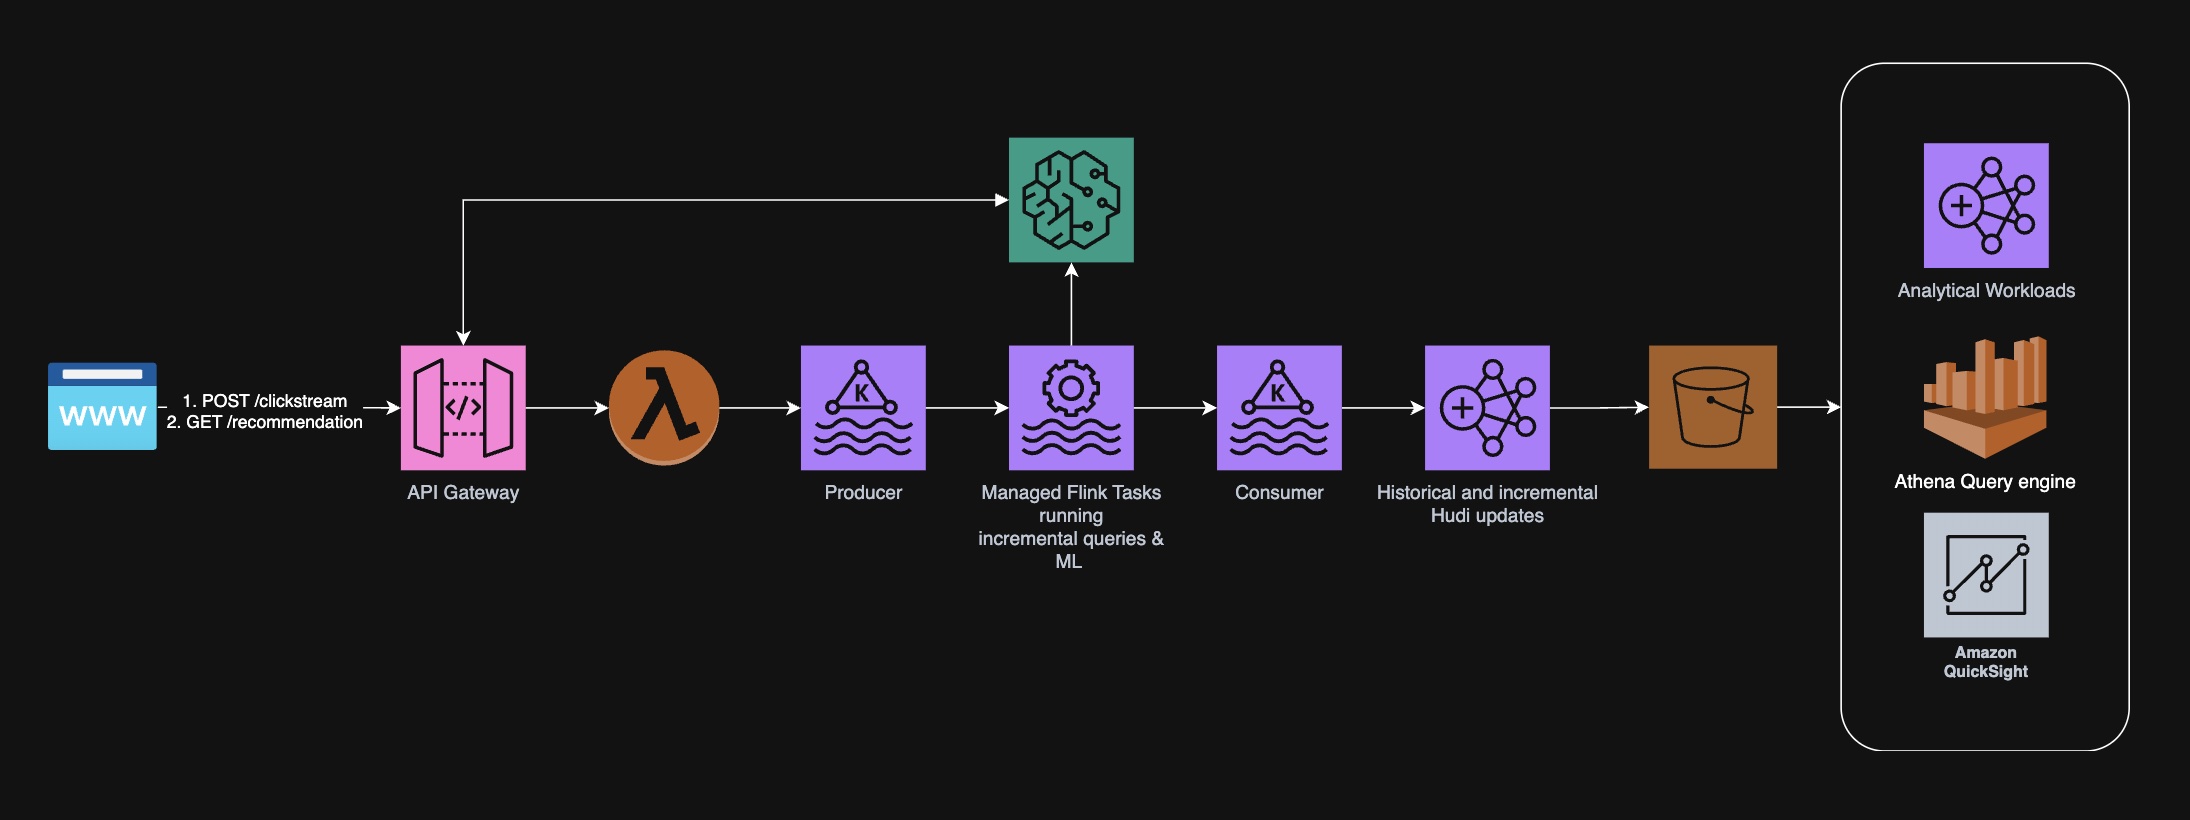 WWW
1. POST /clickstream
2. GET /recommendation
</>
API Gateway
K
Producer
Managed Flink Tasks
running
incremental queries &
ML
K
Consumer
Historical and incremental
Hudi updates
Analytical Workloads
Athena Query engine
Amazon
QuickSight